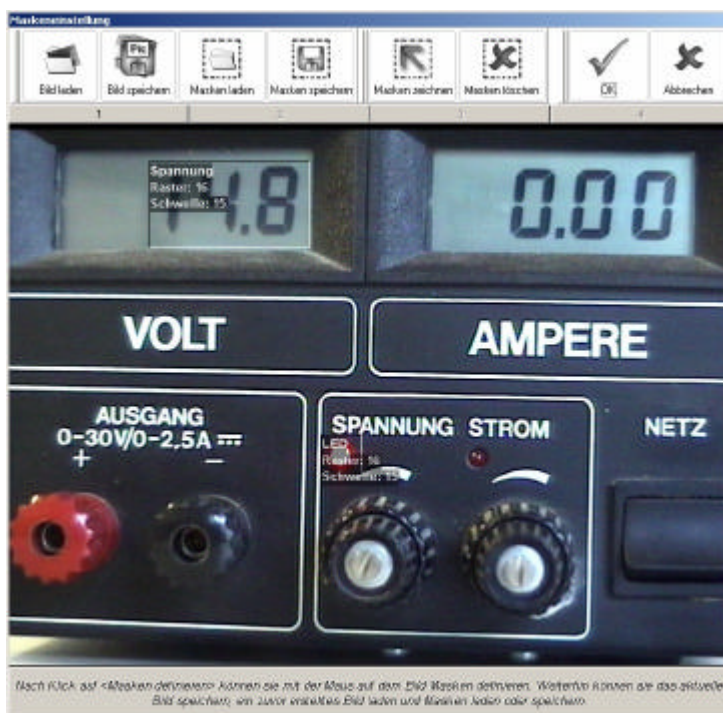 Maskeneinstellung
Bild laden
Bild speichern
Masken laden
Masken speichern
Masken zeichnen
Masken löschen
OK
Abbrechen
1
2
3
4
Spannung
Raster: 16
Schwelle: 15
4.8
0.00
VOLT
AMPERE
AUSGANG
0-30V/0-2,5A
+ −
SPANNUNG
STROM
NETZ
LED
Raster: 16
Schwelle: 15
Nach Klick auf <Masken definieren> können sie mit der Maus auf dem Bild Masken definieren. Weiterhin können sie das aktuelle
Bild speichern, ein zuvor erstelltes Bild laden und Masken laden oder speichern.